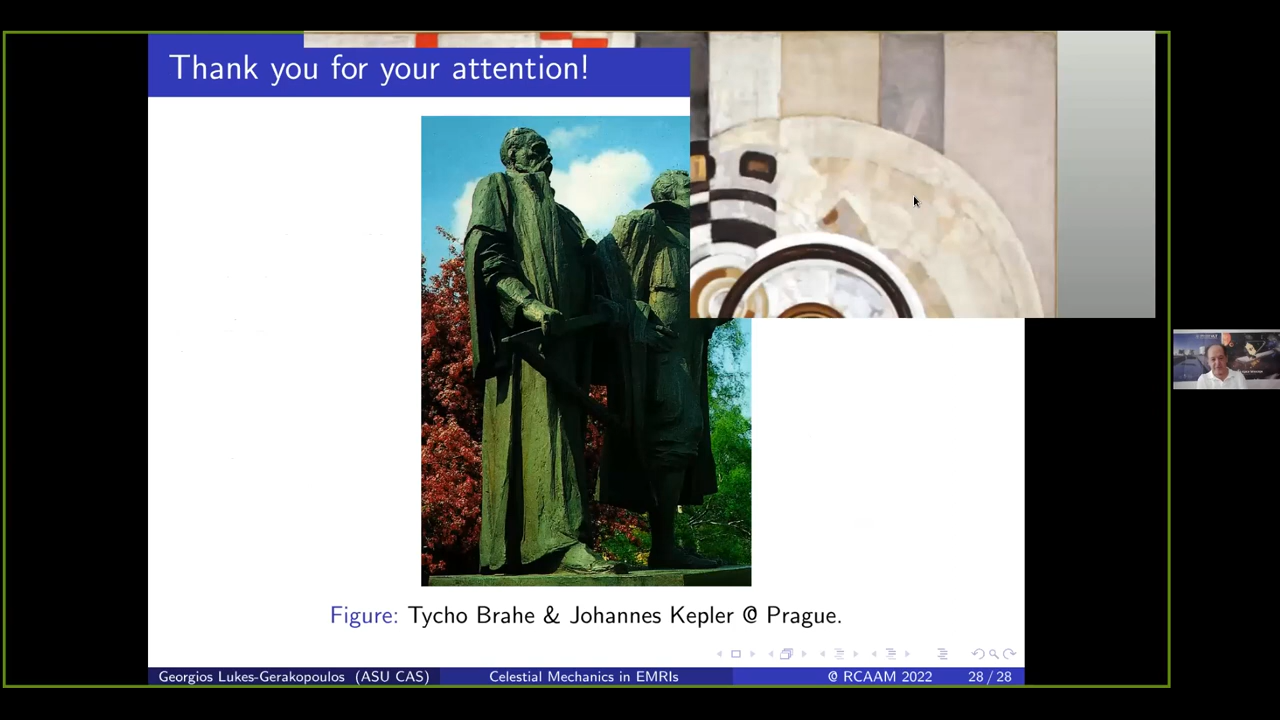 Thank you for your attention!
Figure: Tycho Brahe & Johannes Kepler @ Prague.
Georgios Lukes-Gerakopoulos (ASU CAS) Celestial Mechanics in EMRIs @ RCAAM 2022 28 / 28